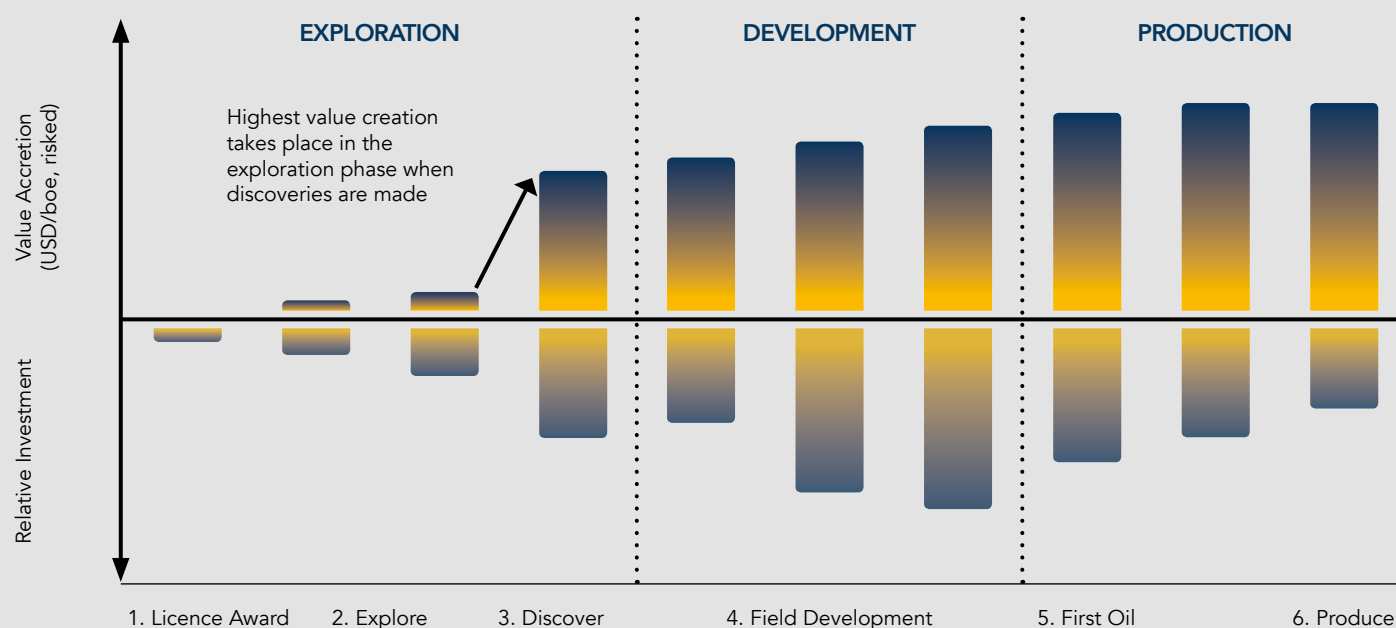 EXPLORATION
DEVELOPMENT
PRODUCTION
Value Accretion
(USD/boe, risked)
Highest value creation
takes place in the
exploration phase when
discoveries are made
Relative Investment
1. Licence Award
2. Explore
3. Discover
4. Field Development
5. First Oil
6. Produce